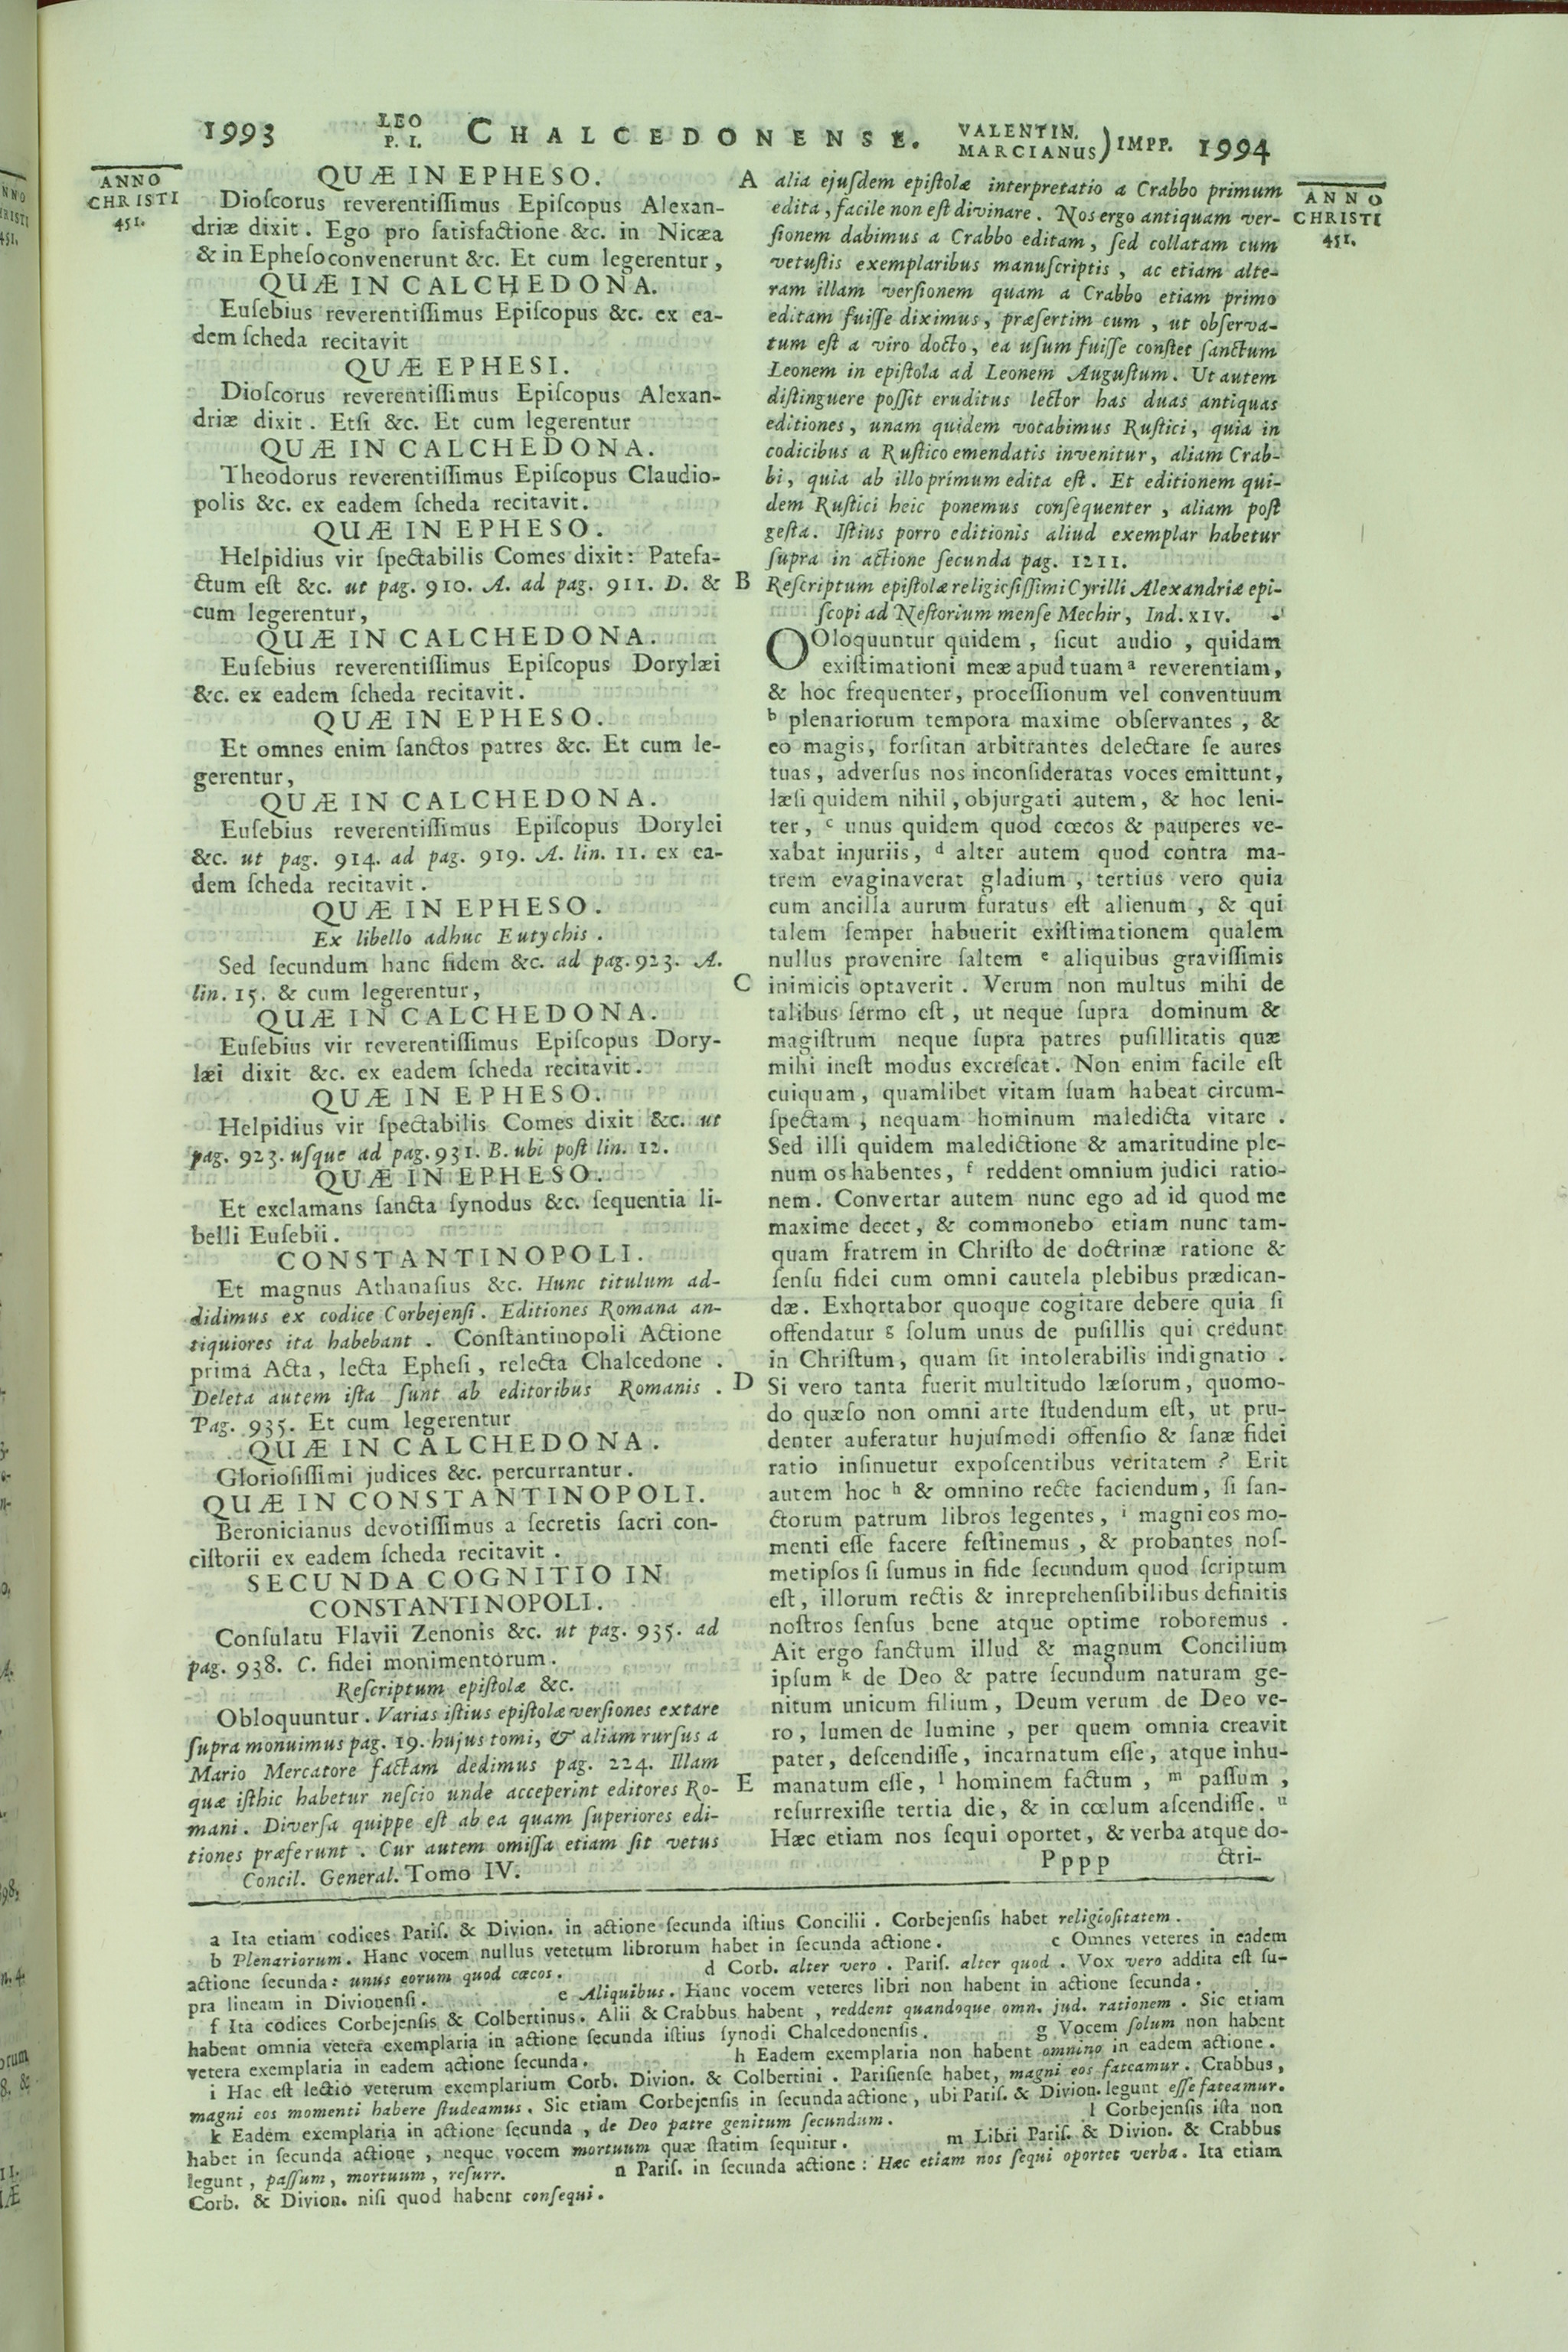 1993 LEO P. I. CHALCEDONENSE. VALENTIN. MARCIANUS) IMPP. 1994
ANNO
CHRISTI
451.
QUÆ IN EPHESO.
Dioſcorus reverentiſſimus Epiſcopus Alexan-
driæ dixit. Ego pro ſatisfactione &c. in Nicæa
& in Epheſo convenerunt &c. Et cum legerentur,
QUÆ IN CALCHEDONA.
Euſebius reverentiſſimus Epiſcopus &c. ex ea-
dem ſcheda recitavit
QUÆ EPHESI.
Dioſcorus reverentiſſimus Epiſcopus Alexan-
driæ dixit. Etſi &c. Et cum legerentur
QUÆ IN CALCHEDONA.
Theodorus reverentiſſimus Epiſcopus Claudio-
polis &c. ex eadem ſcheda recitavit.
QUÆ IN EPHESO.
Helpidius vir ſpectabilis Comes dixit: Patefa-
ctum eſt &c. ut pag. 910. A. ad pag. 911. D. &
cum legerentur,
QUÆ IN CALCHEDONA.
Euſebius reverentiſſimus Epiſcopus Dorylæi
&c. ex eadem ſcheda recitavit.
QUÆ IN EPHESO.
Et omnes enim ſanctos patres &c. Et cum le-
gerentur,
QUÆ IN CALCHEDONA.
Euſebius reverentiſſimus Epiſcopus Dorylei
&c. ut pag. 914. ad pag. 919. A. lin. 11. ex ea-
dem ſcheda recitavit.
QUÆ IN EPHESO.
Ex libello adhuc Eutychis.
Sed ſecundum hanc fidem &c. ad pag. 923. A.
lin. 15. & cum legerentur,
QUÆ IN CALCHEDONA.
Euſebius vir reverentiſſimus Epiſcopus Dory-
læi dixit &c. ex eadem ſcheda recitavit.
QUÆ IN EPHESO.
Helpidius vir ſpectabilis Comes dixit &c. ut
pag. 923. uſque ad pag. 931. B. ubi poſt lin. 12.
QUÆ IN EPHESO.
Et exclamans ſancta ſynodus &c. ſequentia li-
belli Euſebii.
CONSTANTINOPOLI.
Et magnus Athanaſius &c. Hunc titulum ad-
didimus ex codice Corbejenſi. Editiones Romana an-
tiquiores ita habebant. Conſtantinopoli Actione
prima Acta, lecta Epheſi, relecta Chalcedone.
Deleta autem iſta ſunt ab editoribus Romanis.
Pag. 935. Et cum legerentur
QUÆ IN CALCHEDONA.
Glorioſiſſimi judices &c. percurrantur.
QUÆ IN CONSTANTINOPOLI.
Beronicianus devotiſſimus a ſecretis ſacri con-
ciſtorii ex eadem ſcheda recitavit.
SECUNDA COGNITIO IN
CONSTANTINOPOLI.
Conſulatu Flavii Zenonis &c. ut pag. 935. ad
pag. 938. C. fidei monimentorum.
Reſcriptum epiſtolæ &c.
Obloquuntur. Varias iſtius epiſtolæ verſiones extare
ſupra monuimus pag. 19. hujus tomi, & aliam rurſus a
Mario Mercatore factam dedimus pag. 224. Illam
quæ iſthic habetur neſcio unde acceperint editores Ro-
mani. Diverſa quippe eſt ab ea quam ſuperiores edi-
tiones præferunt. Cur autem omiſſa etiam ſit vetus
Concil. General. Tomo IV.
A alia ejuſdem epiſtolæ interpretatio a Crabbo primum
edita, facile non eſt divinare. Nos ergo antiquam ver-
ſionem dabimus a Crabbo editam, ſed collatam cum
vetuſtis exemplaribus manuſcriptis, ac etiam alte-
ram illam verſionem quam a Crabbo etiam primo
editam fuiſſe diximus, præſertim cum, ut obſerva-
tum eſt a viro docto, ea uſum fuiſſe conſtet ſanctum
Leonem in epiſtola ad Leonem Auguſtum. Ut autem
diſtinguere poſſit eruditus lector has duas antiquas
editiones, unam quidem vocabimus Ruſtici, quia in
codicibus a Ruſtico emendatis invenitur, aliam Crab-
bi, quia ab illo primum edita eſt. Et editionem qui-
dem Ruſtici heic ponemus conſequenter, aliam poſt
geſta. Iſtius porro editionis aliud exemplar habetur
ſupra in actione ſecunda pag. 1211.
B Reſcriptum epiſtolæ religioſiſſimi Cyrilli Alexandriæ epi-
ſcopi ad Neſtorium menſe Mechir, Ind. XIV.
OOloquuntur quidem, ſicut audio, quidam
exiſtimationi meæ apud tuam a reverentiam,
& hoc frequenter, proceſſionum vel conventuum
b plenariorum tempora maxime obſervantes, &
eo magis, forſitan arbitrantes delectare ſe aures
tuas, adverſus nos inconſideratas voces emittunt,
læſi quidem nihil, objurgati autem, & hoc leni-
ter, c unus quidem quod cœcos & pauperes ve-
xabat injuriis, d alter autem quod contra ma-
trem evaginaverat gladium, tertius vero quia
cum ancilla aurum furatus eſt alienum, & qui
talem ſemper habuerit exiſtimationem qualem
nullus provenire ſaltem e aliquibus graviſſimis
C inimicis optaverit. Verum non multus mihi de
talibus ſermo eſt, ut neque ſupra dominum &
magiſtrum neque ſupra patres puſillitatis quæ
mihi ineſt modus excreſcat. Non enim facile eſt
cuiquam, quamlibet vitam ſuam habeat circum-
ſpectam, nequam hominum maledicta vitare.
Sed illi quidem maledictione & amaritudine ple-
num os habentes, f reddent omnium judici ratio-
nem. Convertar autem nunc ego ad id quod me
maxime decet, & commonebo etiam nunc tam-
quam fratrem in Chriſto de doctrinæ ratione &
ſenſu fidei cum omni cautela plebibus prædican-
dæ. Exhortabor quoque cogitare debere quia ſi
offendatur g ſolum unus de puſillis qui credunt
in Chriſtum, quam ſit intolerabilis indignatio.
D Si vero tanta fuerit multitudo læſorum, quomo-
do quæſo non omni arte ſtudendum eſt, ut pru-
denter auferatur hujuſmodi offenſio & ſanæ fidei
ratio inſinuetur expoſcentibus veritatem? Erit
autem hoc h & omnino recte faciendum, ſi ſan-
ctorum patrum libros legentes, i magni eos mo-
menti eſſe facere feſtinemus, & probantes noſ-
metipſos ſi ſumus in fide ſecundum quod ſcriptum
eſt, illorum rectis & inreprehenſibilibus definitis
noſtros ſenſus bene atque optime roboremus.
Ait ergo ſanctum illud & magnum Concilium
ipſum k de Deo & patre ſecundum naturam ge-
nitum unicum filium, Deum verum de Deo ve-
ro, lumen de lumine, per quem omnia creavit
pater, deſcendiſſe, incarnatum eſſe, atque inhu-
E manatum eſſe, l hominem factum, m paſſum,
reſurrexiſſe tertia die, & in cœlum aſcendiſſe. n
Hæc etiam nos ſequi oportet, & verba atque do-
Pppp ctri-
ANNO
CHRISTI
451.
a Ita etiam codices Pariſ. & Divion. in actione ſecunda iſtius Concilii. Corbejenſis habet religioſitatem.
b Plenariorum. Hanc vocem nullus vetetum librorum habet in ſecunda actione. c Omnes veteres in eadem
actione ſecunda: unus eorum quod cæcos. d Corb. alter vero. Pariſ. alter quod. Vox vero addita eſt ſu-
pra lineam in Divionenſi. e Aliquibus. Hanc vocem veteres libri non habent in actione ſecunda.
f Ita codices Corbejenſis & Colbertinus. Alii & Crabbus habent, reddent quandoque omn. jud. rationem. Sic etiam
habent omnia vetera exemplaria in actione ſecunda iſtius ſynodi Chalcedonenſis. g Vocem ſolum non habent
vetera exemplaria in eadem actione ſecunda. h Eadem exemplaria non habent omnino in eadem actione.
i Hac eſt lectio veterum exemplarium Corb. Divion. & Colbertini. Pariſienſe habet, magni eos fateamur. Crabbus,
magni eos momenti habere ſtudeamus. Sic etiam Corbejenſis in ſecunda actione, ubi Pariſ. & Divion. legunt eſſe fateamur.
k Eadem exemplaria in actione ſecunda, de Deo patre genitum ſecundum. l Corbejenſis iſta non
habet in ſecunda actione, neque vocem mortuum quæ ſtatim ſequitur. m Libri Pariſ. & Divion. & Crabbus
legunt, paſſum, mortuum, reſurr. n Pariſ. in ſecunda actione: Hæc etiam nos ſequi oportet verba. Ita etiam
Corb. & Divion. niſi quod habent conſequi.